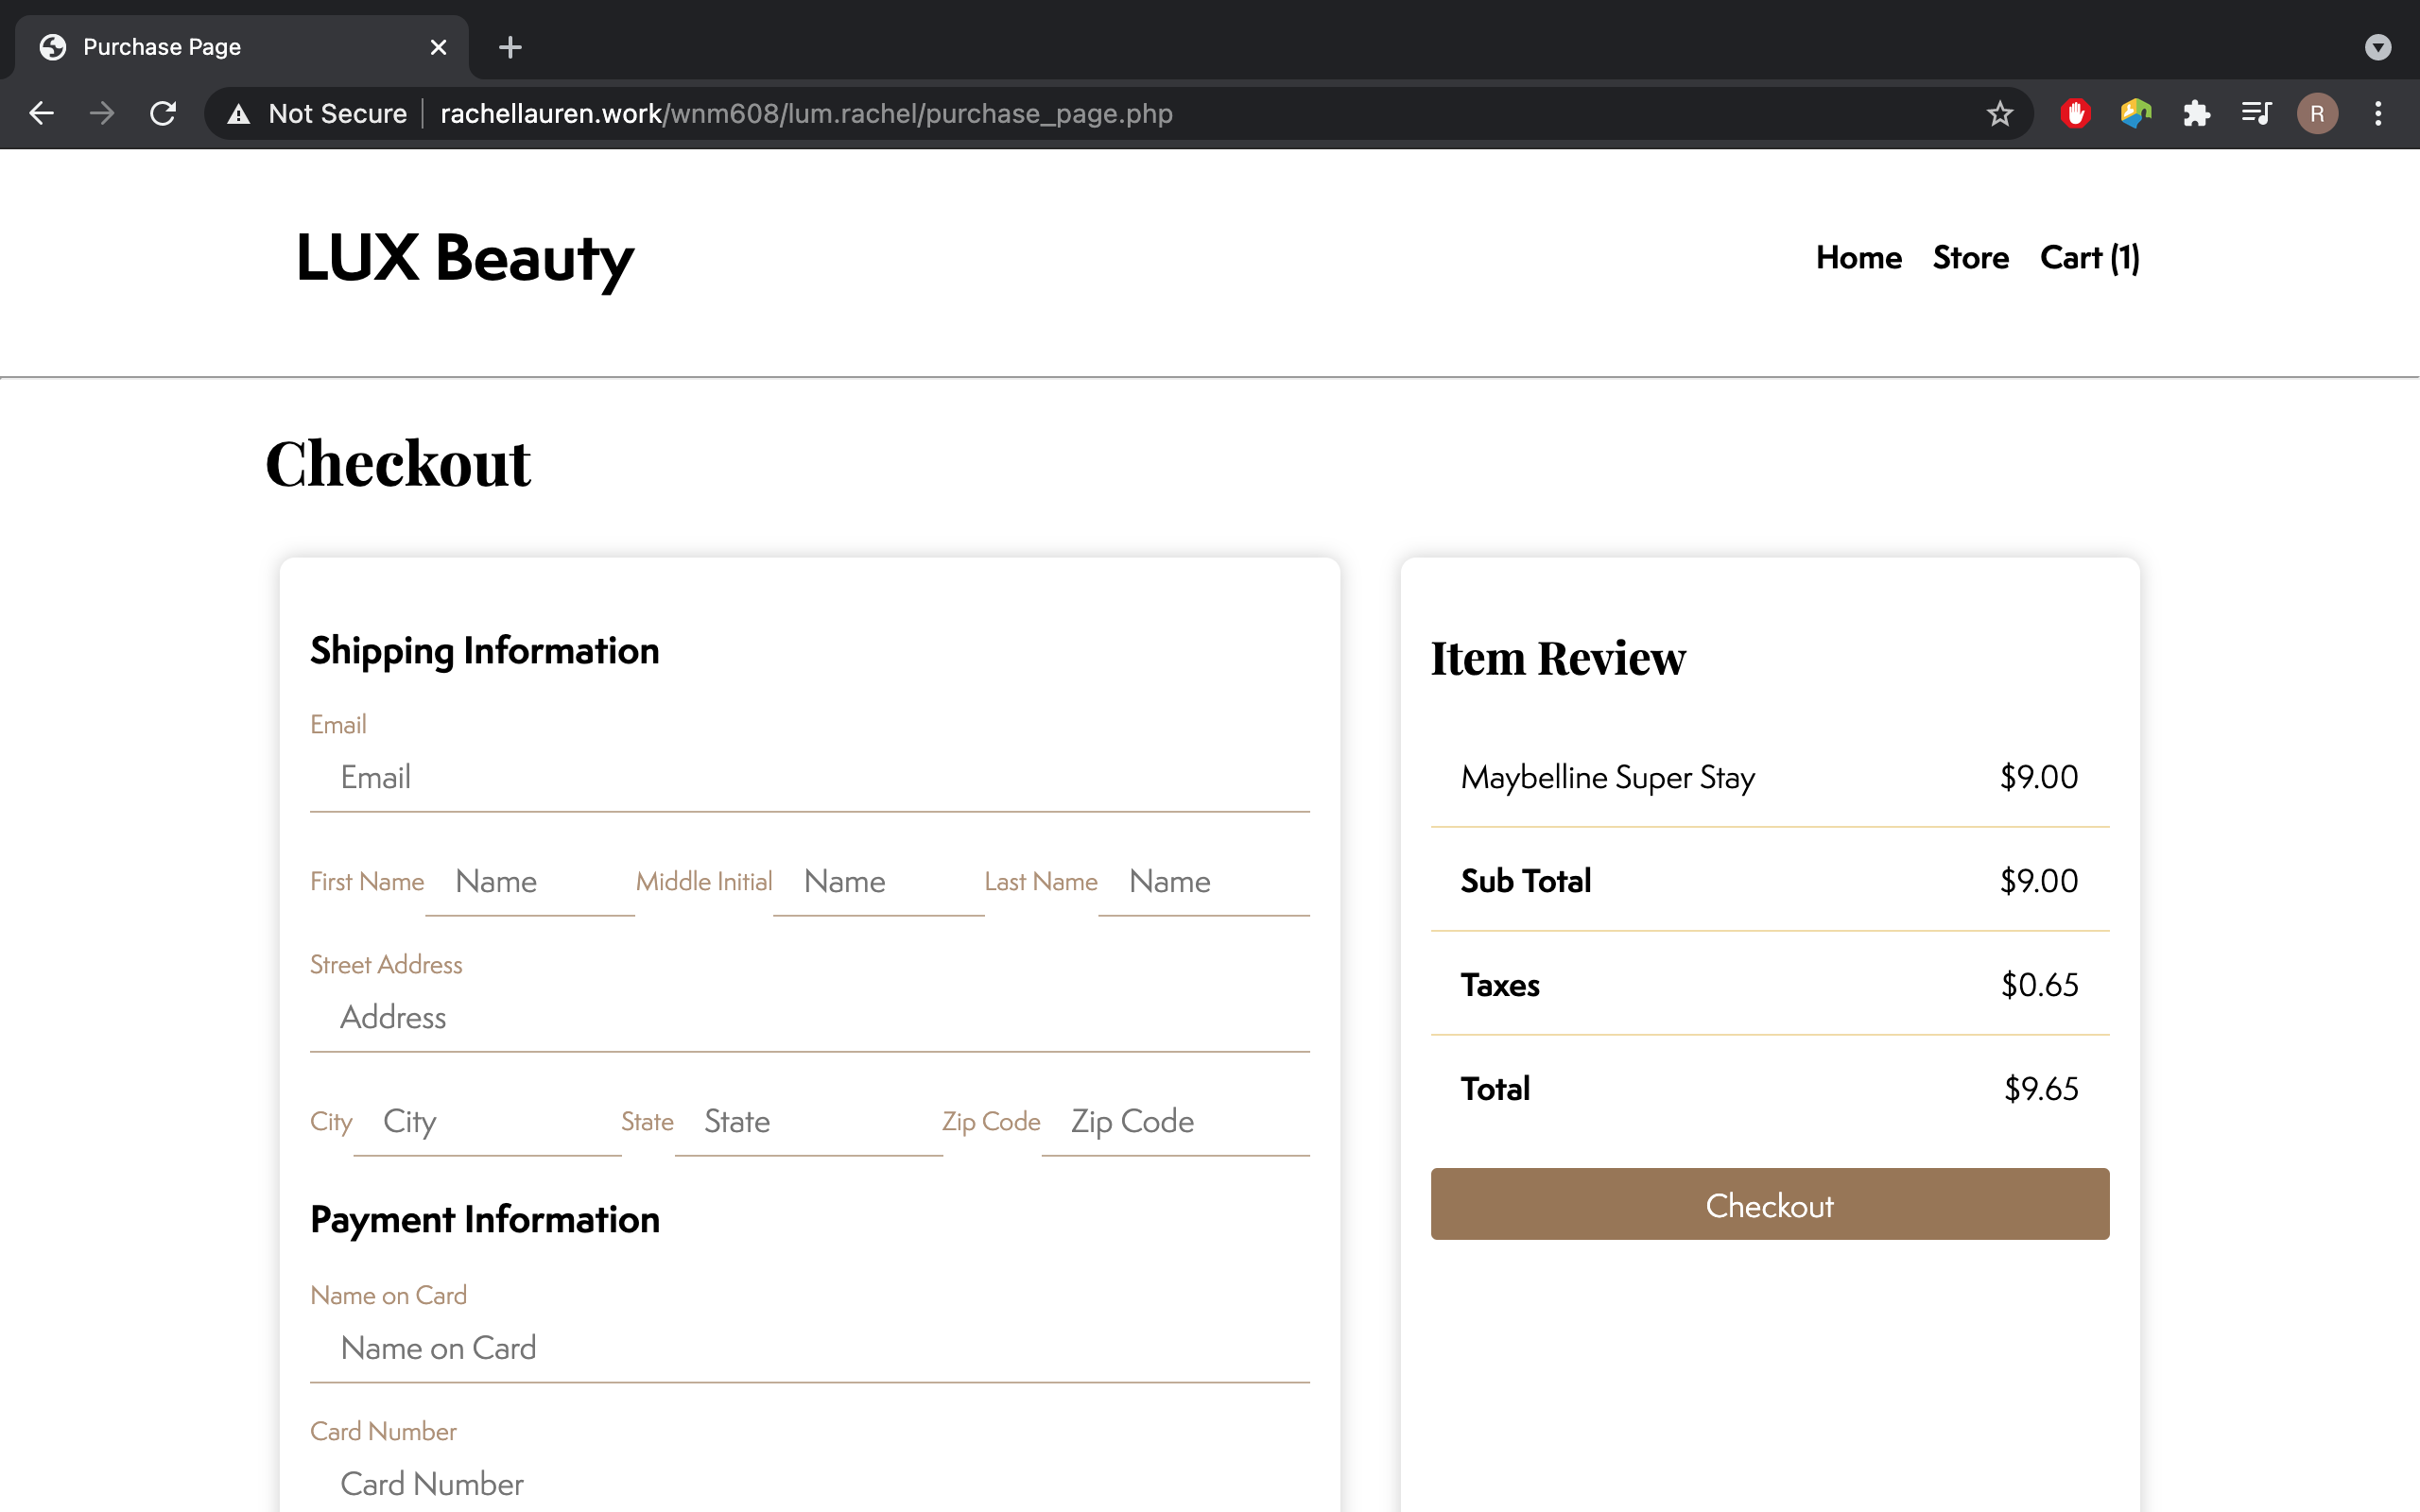 Purchase Page
Not Secure rachellauren.work/wnm608/lum.rachel/purchase_page.php
R
LUX Beauty
Home Store Cart (1)
Checkout
Shipping Information
Email
Email
First Name Name Middle Initial Name Last Name Name
Street Address
Address
City City State State Zip Code Zip Code
Payment Information
Name on Card
Name on Card
Card Number
Card Number
Item Review
Maybelline Super Stay $9.00
Sub Total $9.00
Taxes $0.65
Total $9.65
Checkout